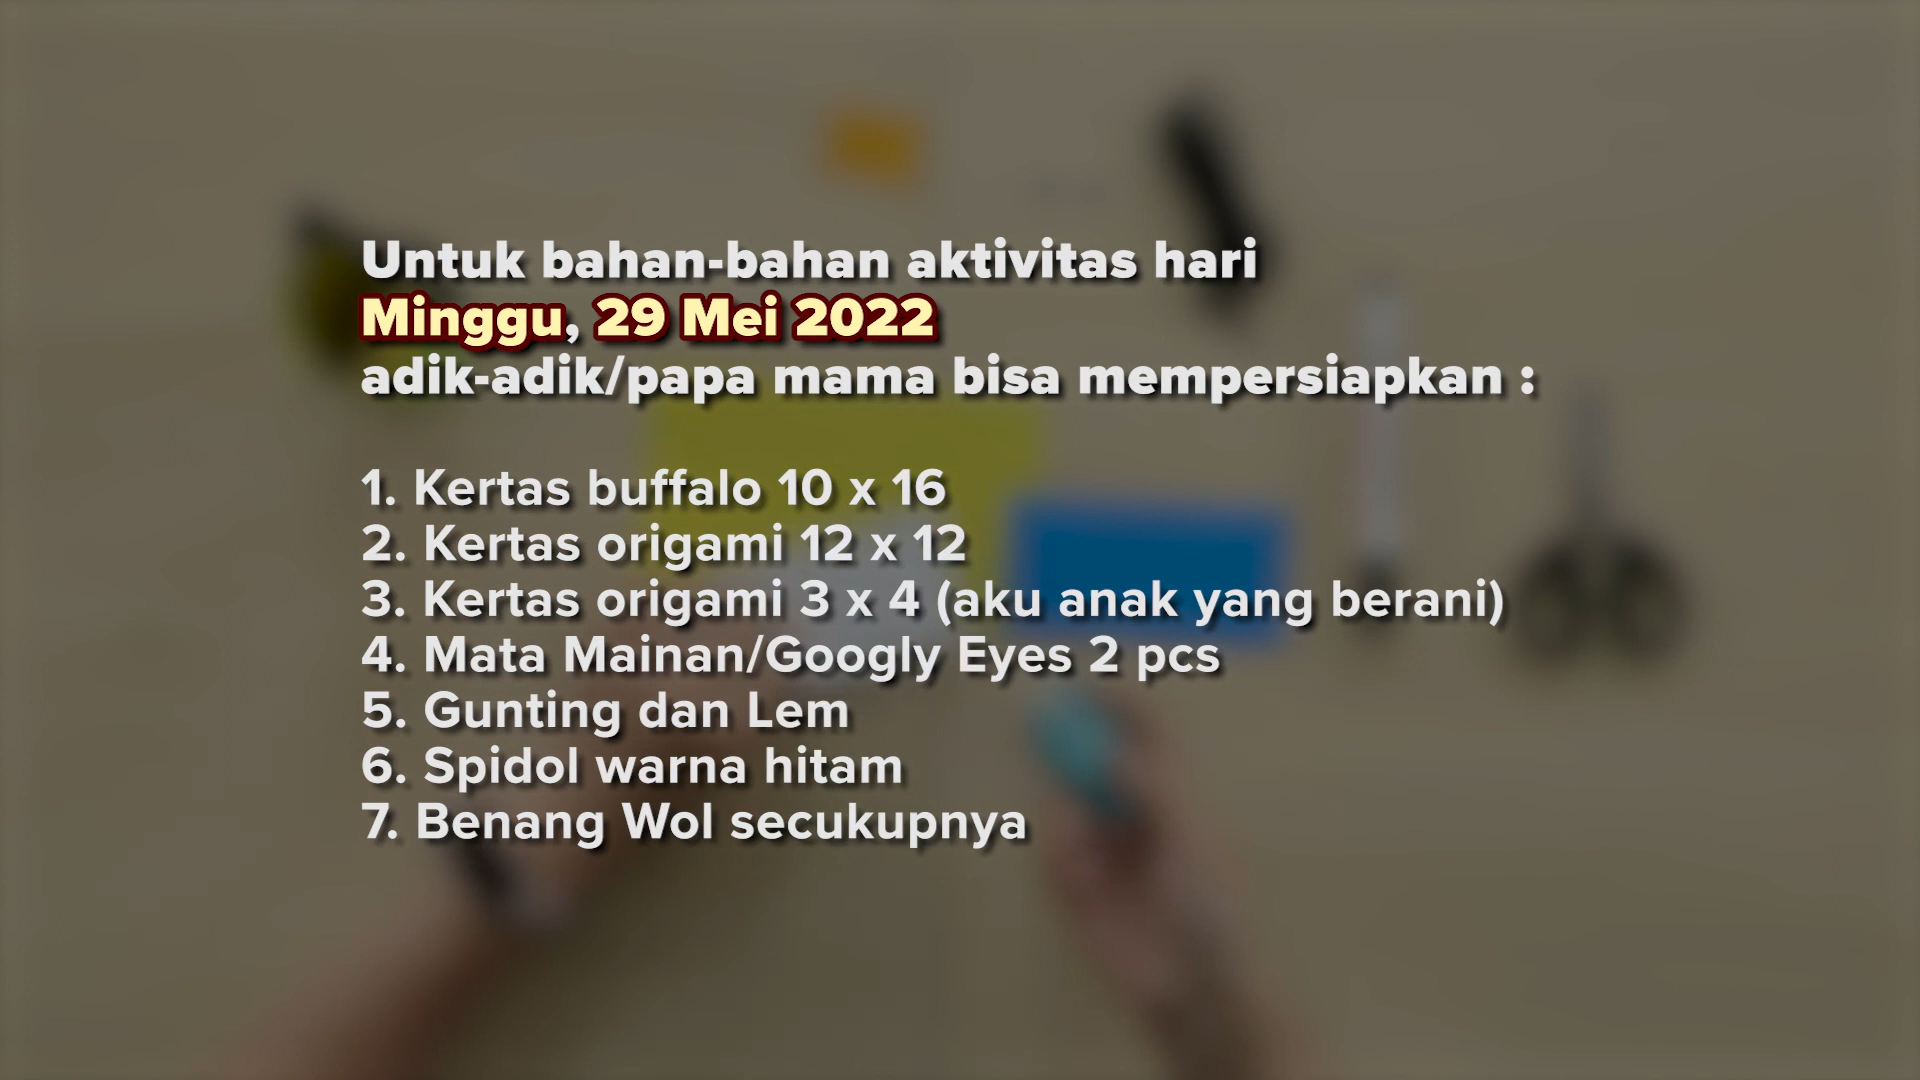 Untuk bahan-bahan aktivitas hari
Minggu, 29 Mei 2022
adik-adik/papa mama bisa mempersiapkan :
1. Kertas buffalo 10 x 16
2. Kertas origami 12 x 12
3. Kertas origami 3 x 4 (aku anak yang berani)
4. Mata Mainan/Googly Eyes 2 pcs
5. Gunting dan Lem
6. Spidol warna hitam
7. Benang Wol secukupnya